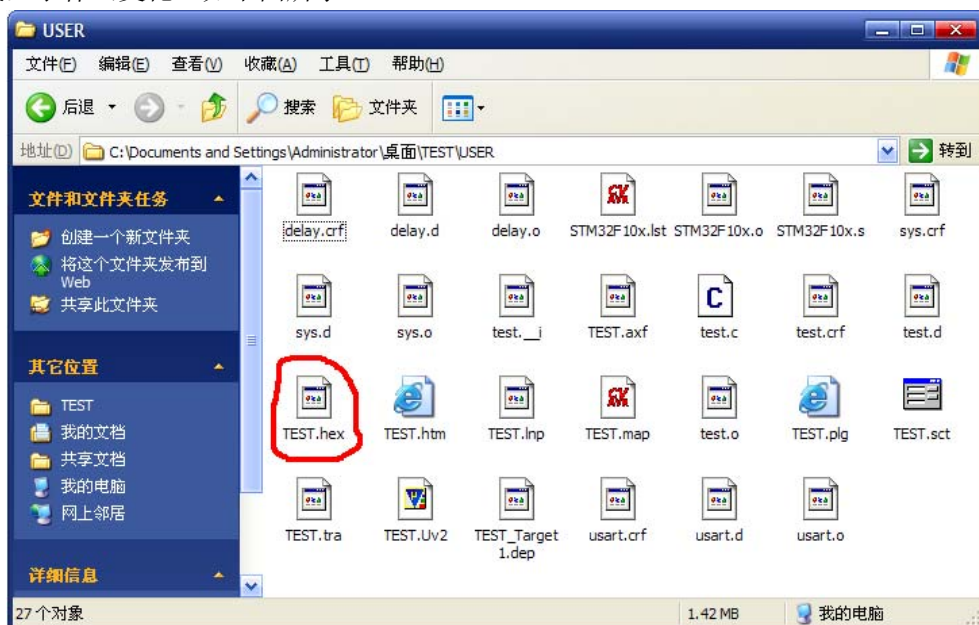 USER
文件(F) 编辑(E) 查看(V) 收藏(A) 工具(T) 帮助(H)
后退 搜索 文件夹
地址(D) C:\Documents and Settings\Administrator\桌面\TEST\USER 转到
文件和文件夹任务
创建一个新文件夹
将这个文件夹发布到
Web
共享此文件夹
其它位置
TEST
我的文档
共享文档
我的电脑
网上邻居
详细信息
delay.crf delay.d delay.o STM32F10x.lst STM32F10x.o STM32F10x.s sys.crf
sys.d sys.o test.__i TEST.axf test.c test.crf test.d
TEST.hex TEST.htm TEST.lnp TEST.map test.o TEST.plg TEST.sct
TEST.tra TEST.Uv2 TEST_Target
1.dep usart.crf usart.d usart.o
27 个对象 1.42 MB 我的电脑